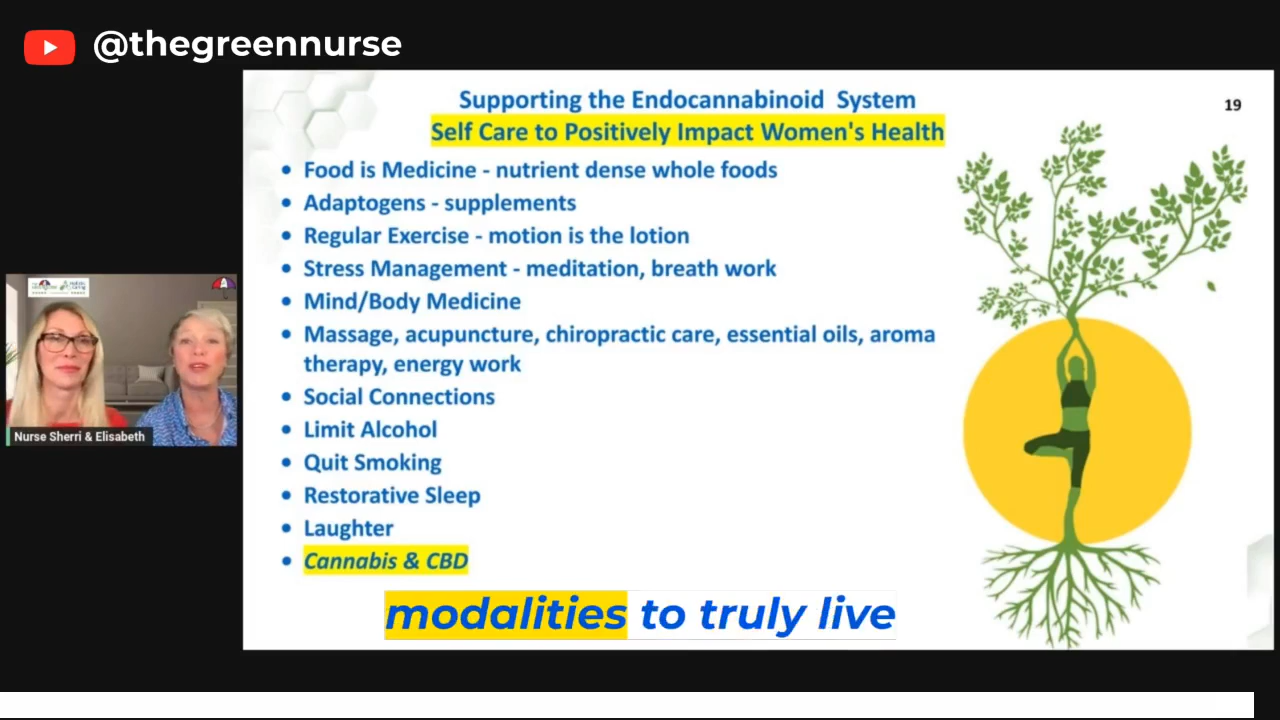 @thegreennurse
Supporting the Endocannabinoid System
19
Self Care to Positively Impact Women's Health
Food is Medicine - nutrient dense whole foods
Adaptogens - supplements
Regular Exercise - motion is the lotion
Stress Management - meditation, breath work
Mind/Body Medicine
Massage, acupuncture, chiropractic care, essential oils, aroma
therapy, energy work
Social Connections
Limit Alcohol
Quit Smoking
Restorative Sleep
Laughter
Cannabis & CBD
Nurse Sherri & Elisabeth
modalities to truly live